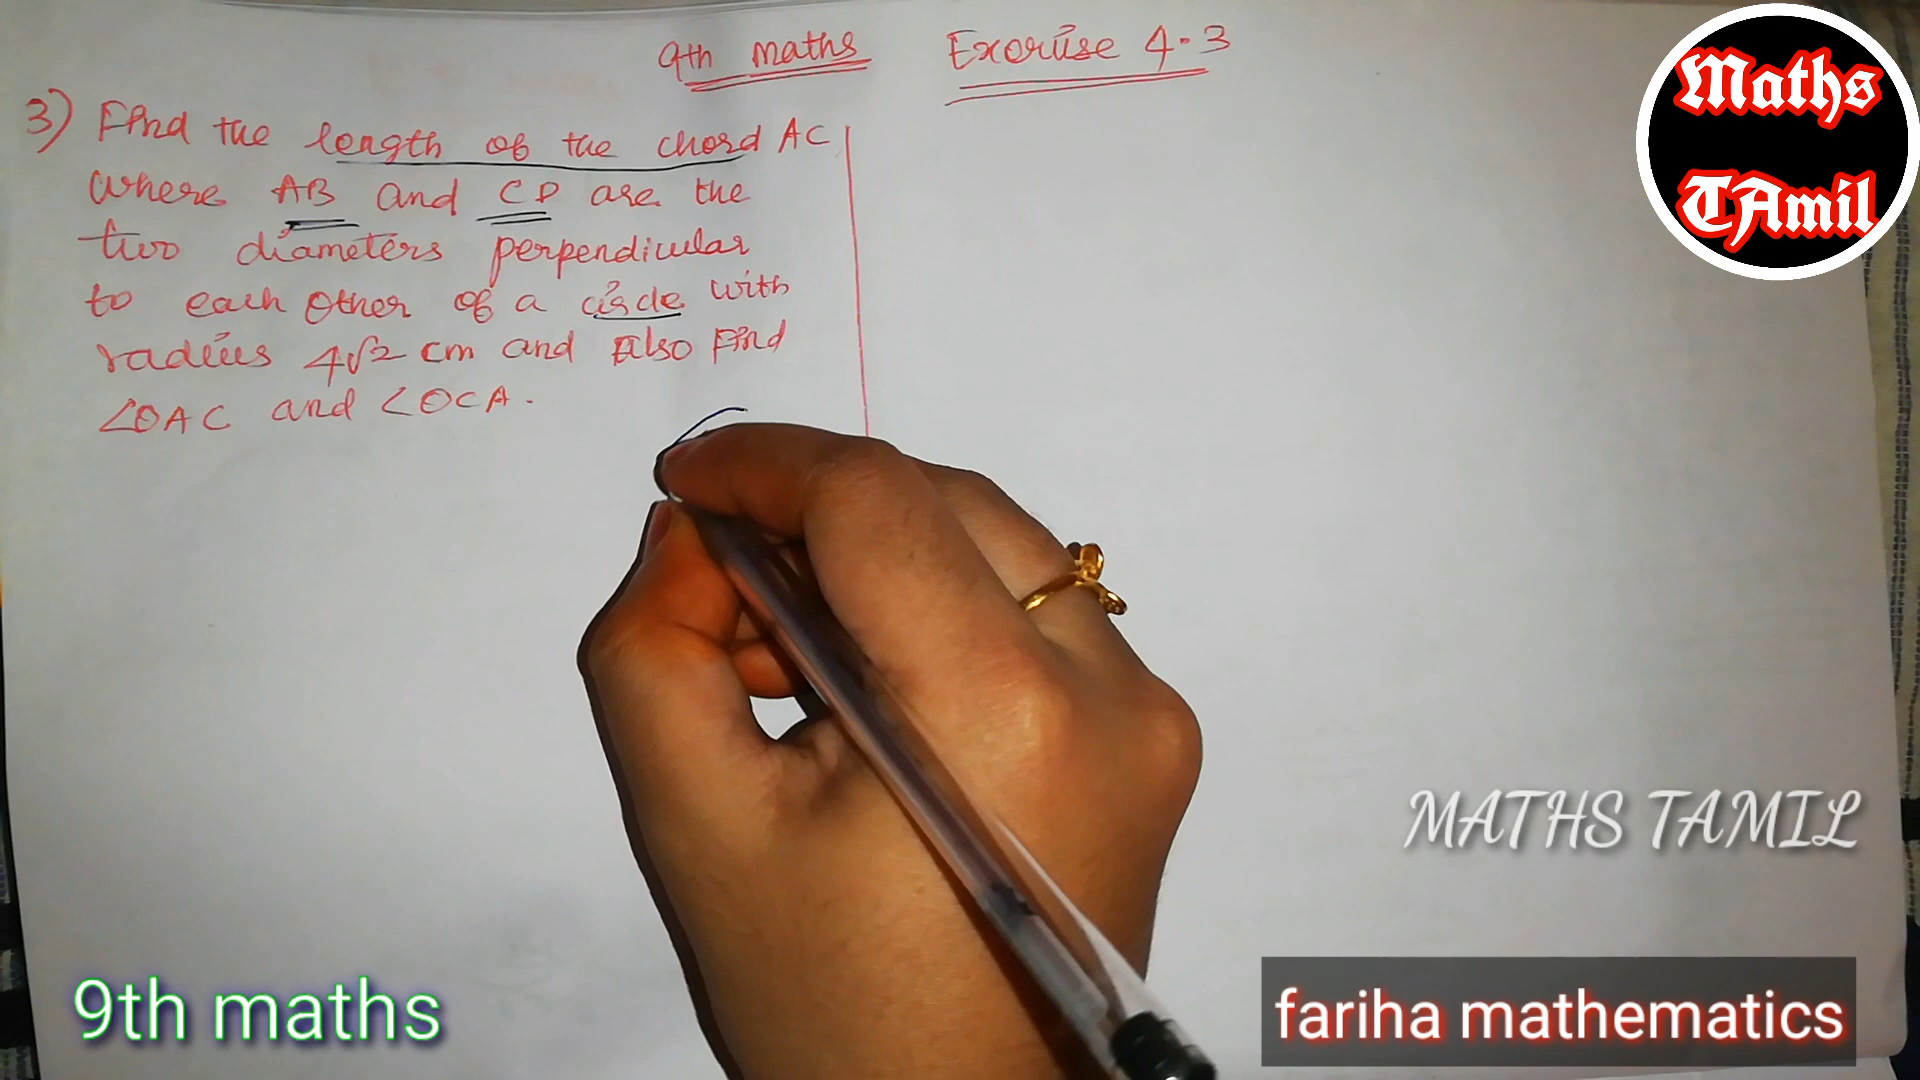 9th maths Exercise 4.3
3) Find the length of the chord AC
where AB and CD are the
two diameters perpendicular
to each other of a circle with
radius 4√2 cm and also find
∠OAC and ∠OCA.
Maths
TAmil
MATHS TAMIL
9th maths
fariha mathematics